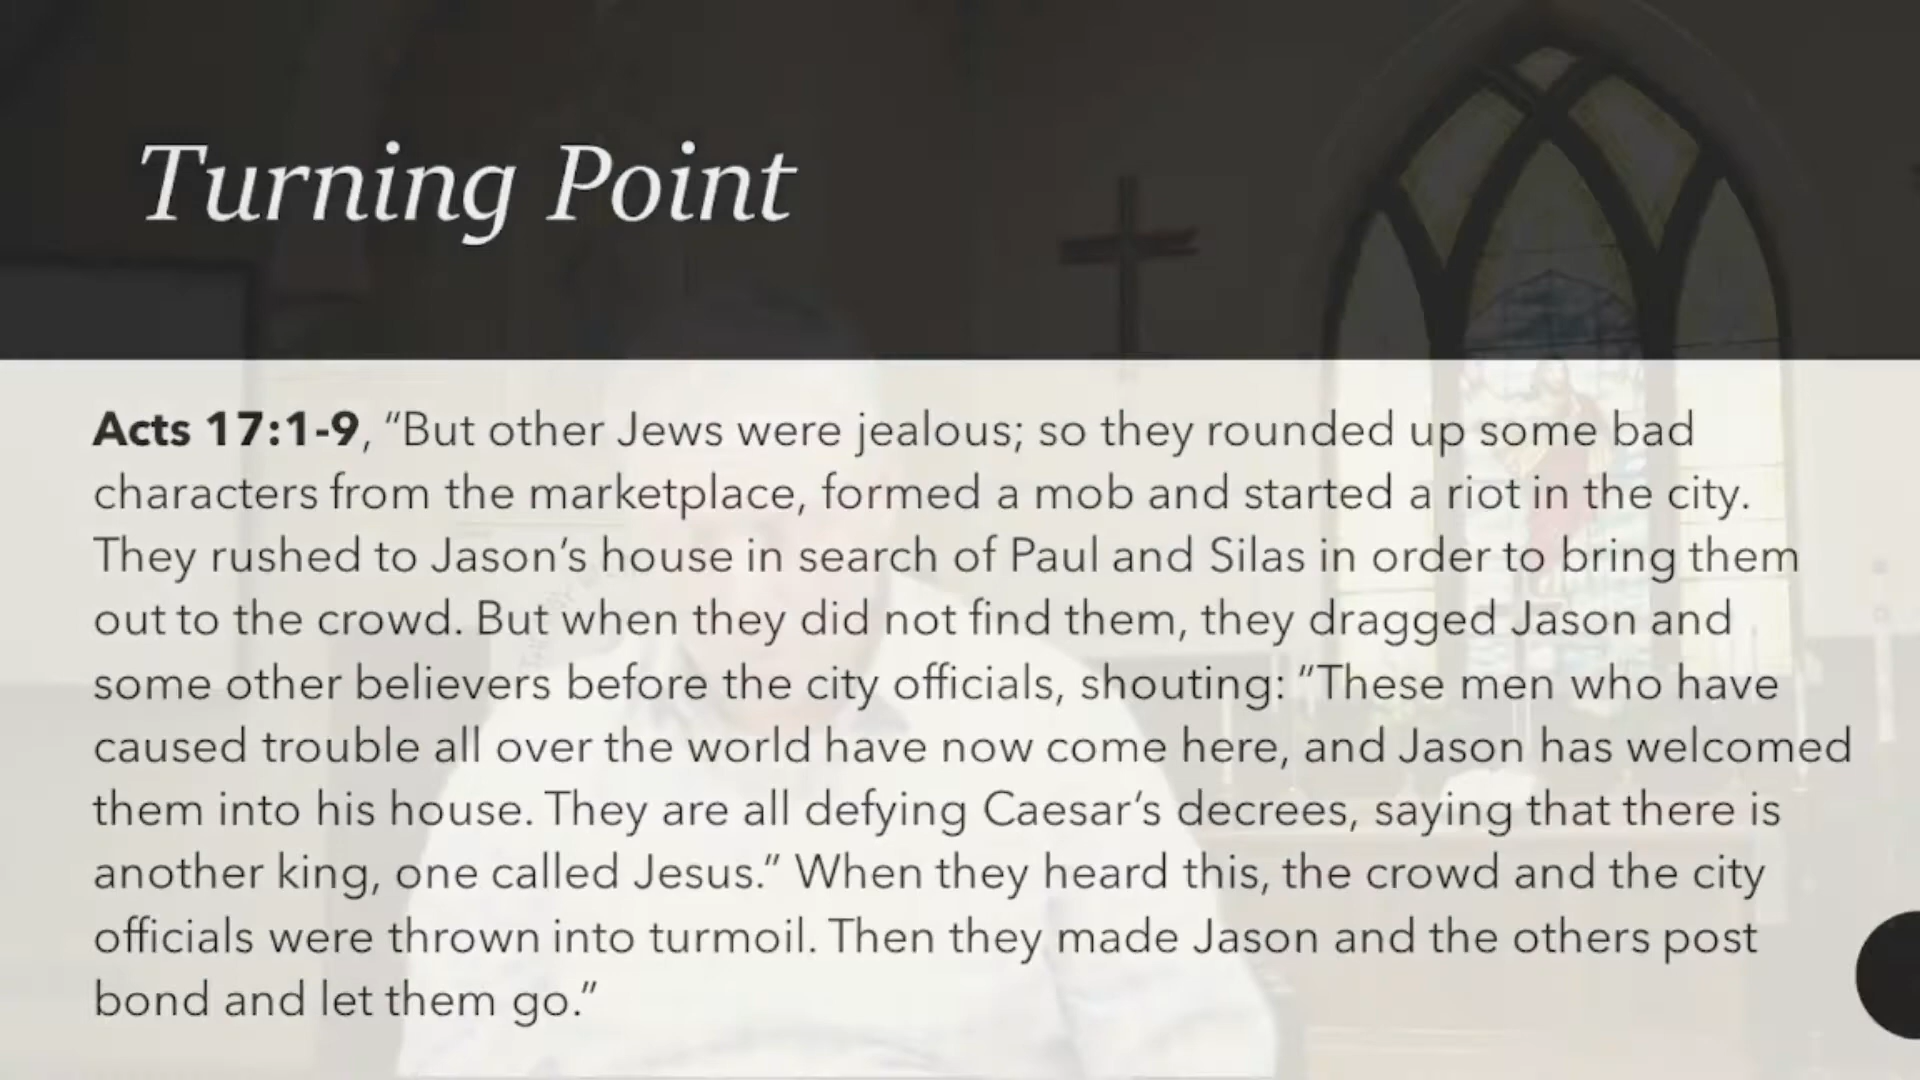 Turning Point
Acts 17:1-9, “But other Jews were jealous; so they rounded up some bad
characters from the marketplace, formed a mob and started a riot in the city.
They rushed to Jason’s house in search of Paul and Silas in order to bring them
out to the crowd. But when they did not find them, they dragged Jason and
some other believers before the city officials, shouting: “These men who have
caused trouble all over the world have now come here, and Jason has welcomed
them into his house. They are all defying Caesar’s decrees, saying that there is
another king, one called Jesus.” When they heard this, the crowd and the city
officials were thrown into turmoil. Then they made Jason and the others post
bond and let them go.”